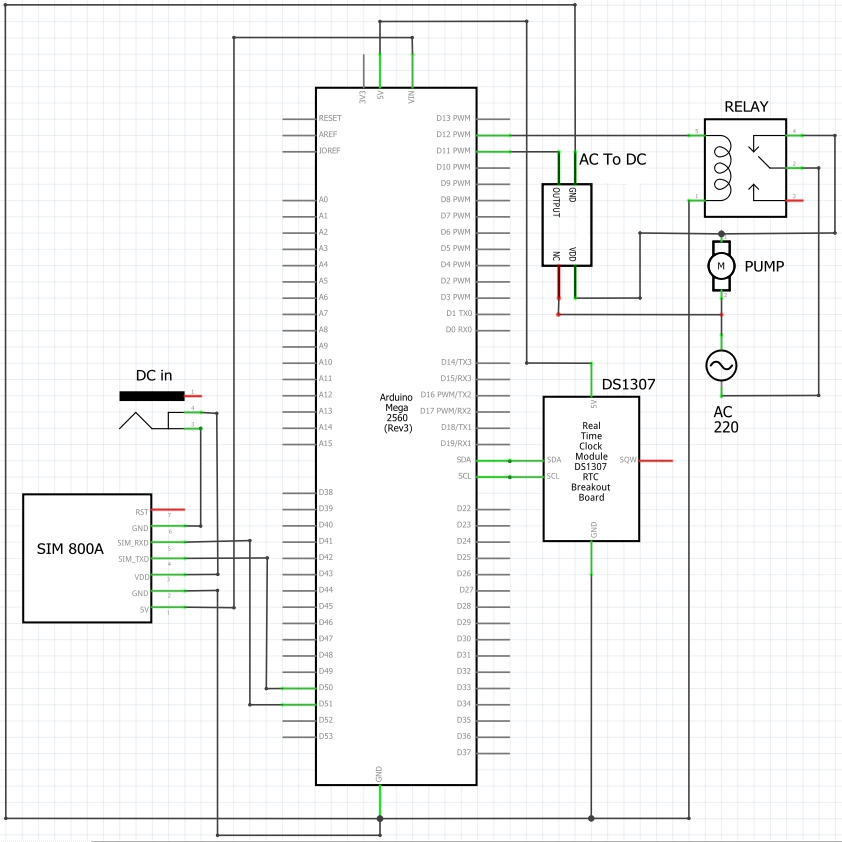 3V3
5V
VIN
RESET
AREF
IOREF
A0
A1
A2
A3
A4
A5
A6
A7
A8
A9
A10
A11
A12
A13
A14
A15
D38
D39
D40
D41
D42
D43
D44
D45
D46
D47
D48
D49
D50
D51
D52
D53
Arduino
Mega
2560
(Rev3)
D13 PWM
D12 PWM
D11 PWM
D10 PWM
D9 PWM
D8 PWM
D7 PWM
D6 PWM
D5 PWM
D4 PWM
D2 PWM
D3 PWM
D1 TX0
D0 RX0
D14/TX3
D15/RX3
D16 PWM/TX2
D17 PWM/RX2
D18/TX1
D19/RX1
SDA
SCL
D22
D23
D24
D25
D26
D27
D28
D29
D30
D31
D32
D33
D34
D35
D36
D37
GND
DC in
1
4
3
SIM 800A
RST
7
GND
6
SIM_RXD
5
SIM_TXD
4
VDD
3
GND
2
5V
1
AC To DC
OUTPUT
GND
NC
VDD
RELAY
5
1
4
2
3
M
PUMP
2
AC
220
DS1307
5V
SDA
SCL
SQW
Real
Time
Clock
Module
DS1307
RTC
Breakout
Board
GND